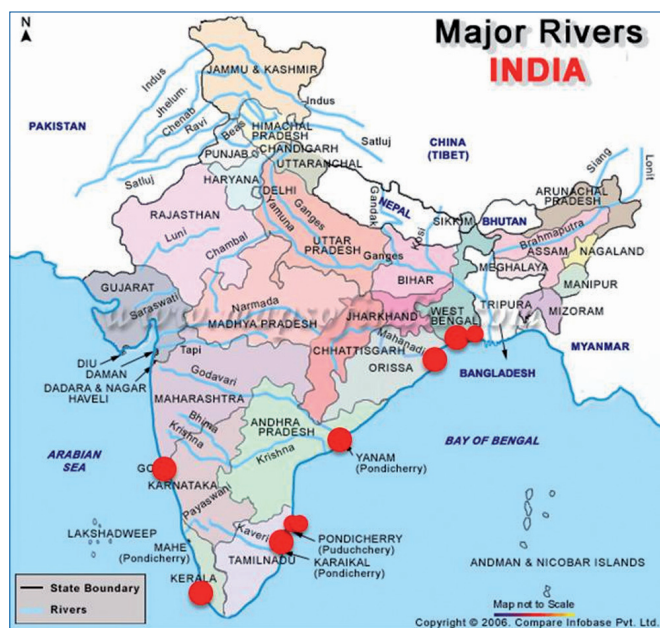 Major Rivers
INDIA
N
JAMMU & KASHMIR
Indus
Jhelum.
Chenab
Ravi
Beas
Indus
PAKISTAN
HIMACHAL
PRADESH
Satluj
CHINA
(TIBET)
PUNJAB
CHANDIGARH
UTTARANCHAL
Satluj
HARYANA
DELHI
Siang
Lonit
ARUNACHAL
PRADESH
RAJASTHAN
Yamuna
Ganges
Gandak
NEPAL
SIKKIM
BHUTAN
Brahmaputra
Luni
Chambal
UTTAR
PRADESH
Ganges
ASSAM
NAGALAND
MEGHALAYA
BIHAR
MANIPUR
GUJARAT
Saraswati
Narmada
MADHYA PRADESH
JHARKHAND
WEST
BENGAL
TRIPURA
MIZORAM
MYANMAR
Tapi
CHHATTISGARH
Mahanadi
ORISSA
BANGLADESH
DIU
DAMAN
DADARA & NAGAR
HAVELI
Godavari
MAHARASHTRA
Bhima
Krishna
ANDHRA
PRADESH
Krishna
ARABIAN
SEA
BAY OF BENGAL
YANAM
(Pondicherry)
GO
KARNATAKA
Payaswani
LAKSHADWEEP
MAHE
(Pondicherry)
Kaveri
PONDICHERRY
(Puduchchery)
TAMILNADU
KARAIKAL
(Pondicherry)
KERALA
ANDMAN & NICOBAR ISLANDS
State Boundary
Rivers
Map not to Scale
Copyright © 2006. Compare Infobase Pvt. Ltd.